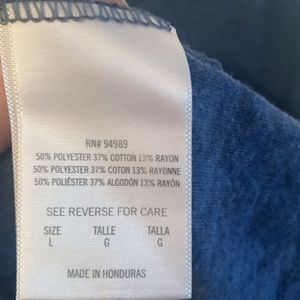 RN# 94989
50% POLYESTER 37% COTTON 13% RAYON
50% POLYESTER 37% COTON 13% RAYONNE
50% POLIÉSTER 37% ALGODÓN 13% RAYÓN
SEE REVERSE FOR CARE
SIZE TALLE TALLA
L G G
MADE IN HONDURAS